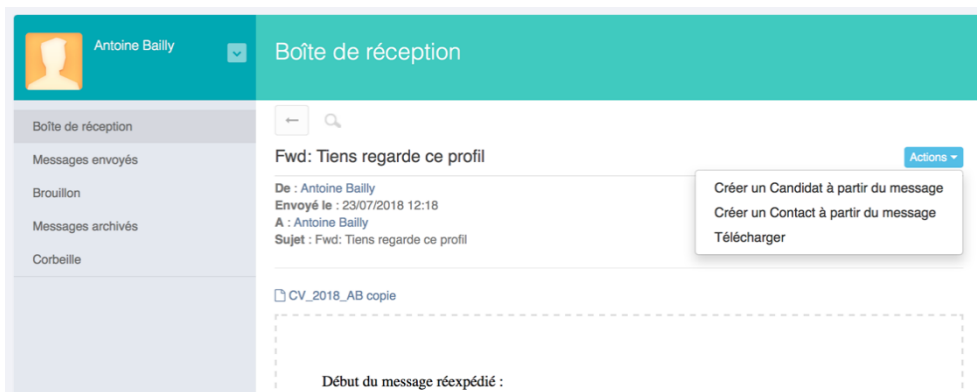 Antoine Bailly
Boîte de réception
Boîte de réception
Messages envoyés
Brouillon
Messages archivés
Corbeille
Fwd: Tiens regarde ce profil
Actions
De : Antoine Bailly
Envoyé le : 23/07/2018 12:18
A : Antoine Bailly
Sujet : Fwd: Tiens regarde ce profil
Créer un Candidat à partir du message
Créer un Contact à partir du message
Télécharger
CV_2018_AB copie
Début du message réexpédié :